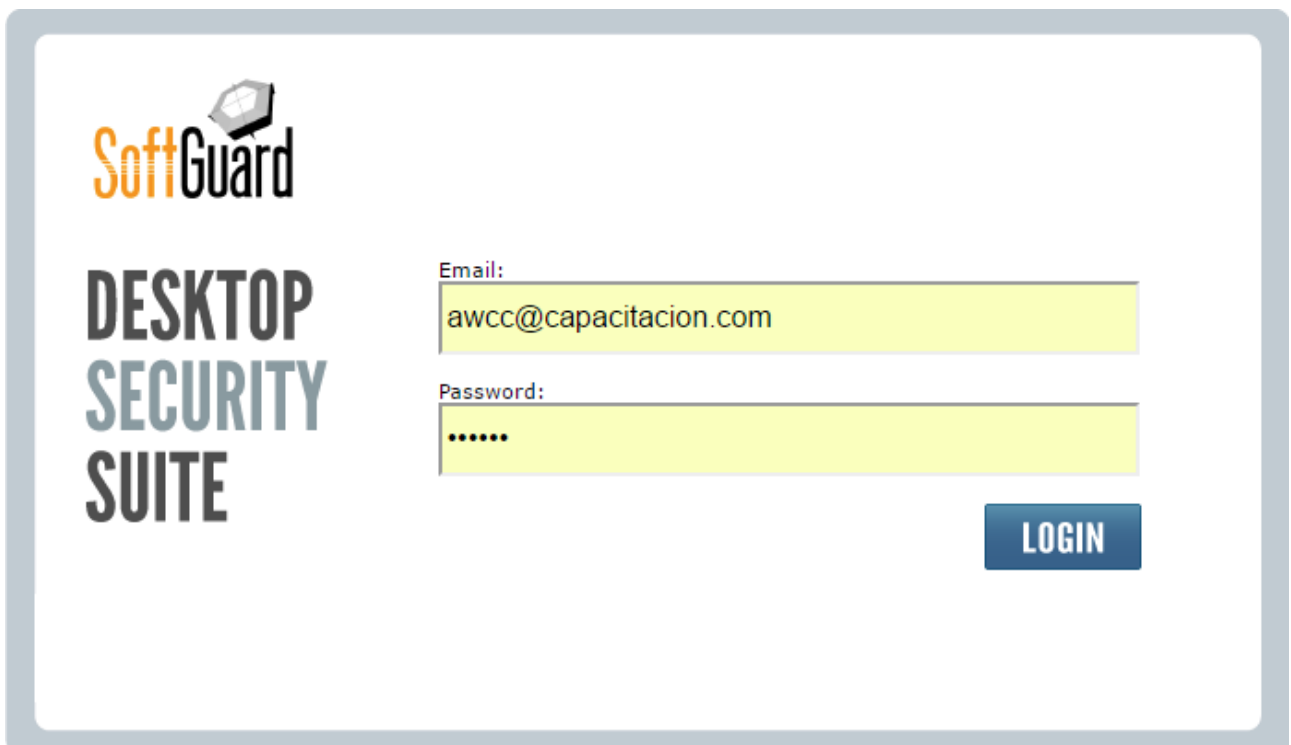 SoftGuard
DESKTOP
SECURITY
SUITE
Email:
awcc@capacitacion.com
Password:
••••••
LOGIN